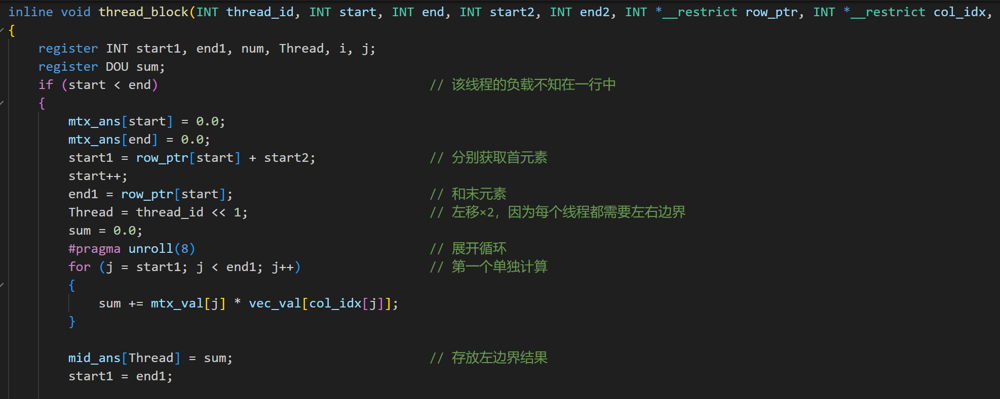 inline void thread_block(INT thread_id, INT start, INT end, INT start2, INT end2, INT *__restrict row_ptr, INT *__restrict col_idx,
{
register INT start1, end1, num, Thread, i, j;
register DOU sum;
if (start < end) // 该线程的负载不知在一行中
{
mtx_ans[start] = 0.0;
mtx_ans[end] = 0.0;
start1 = row_ptr[start] + start2; // 分别获取首元素
start++;
end1 = row_ptr[start]; // 和末元素
Thread = thread_id << 1; // 左移×2, 因为每个线程都需要左右边界
sum = 0.0;
#pragma unroll(8) // 展开循环
for (j = start1; j < end1; j++) // 第一个单独计算
{
sum += mtx_val[j] * vec_val[col_idx[j]];
}
mid_ans[Thread] = sum; // 存放左边界结果
start1 = end1;